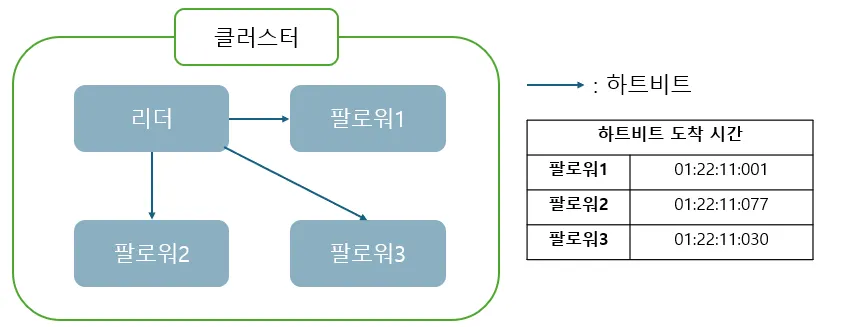 클러스터
리더
팔로워1
팔로워2
팔로워3
: 하트비트
하트비트 도착 시간
팔로워1 01:22:11:001
팔로워2 01:22:11:077
팔로워3 01:22:11:030